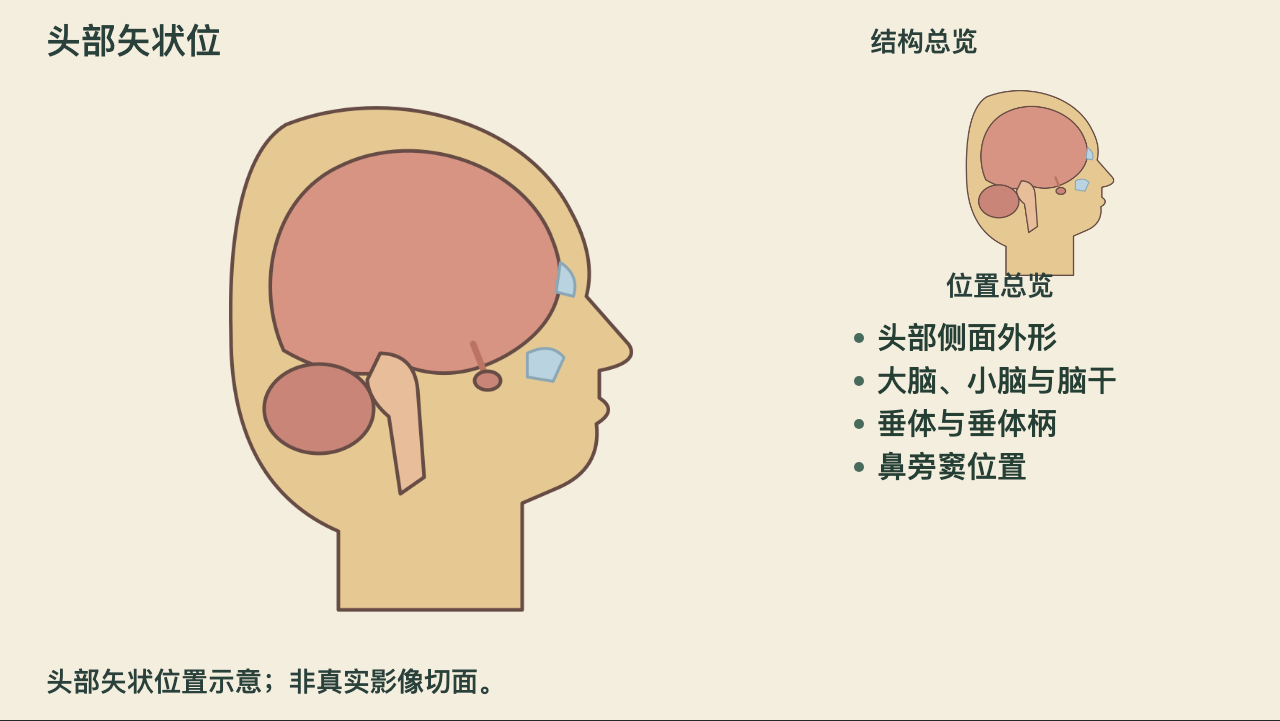 头部矢状位
结构总览
位置总览
头部侧面外形
大脑、小脑与脑干
垂体与垂体柄
鼻旁窦位置
头部矢状位置示意；非真实影像切面。